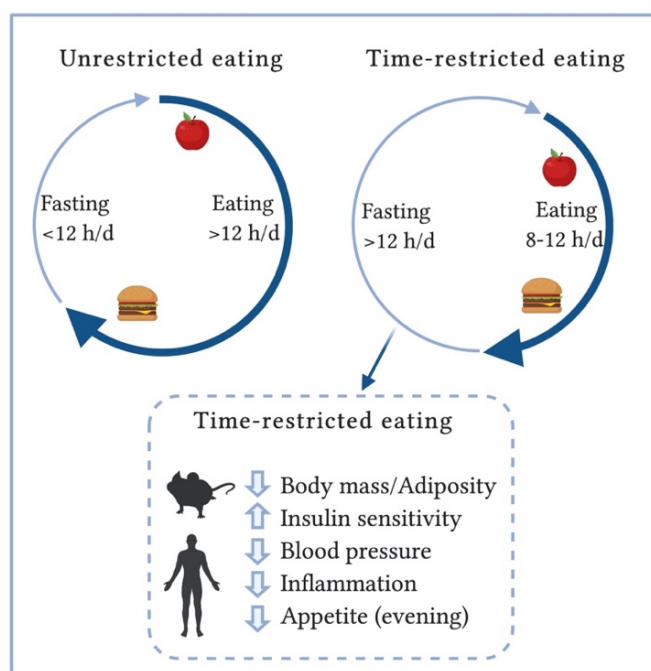 Unrestricted eating
Time-restricted eating
Fasting
<12 h/d
Eating
>12 h/d
Fasting
>12 h/d
Eating
8-12 h/d
Time-restricted eating
Body mass/Adiposity
Insulin sensitivity
Blood pressure
Inflammation
Appetite (evening)